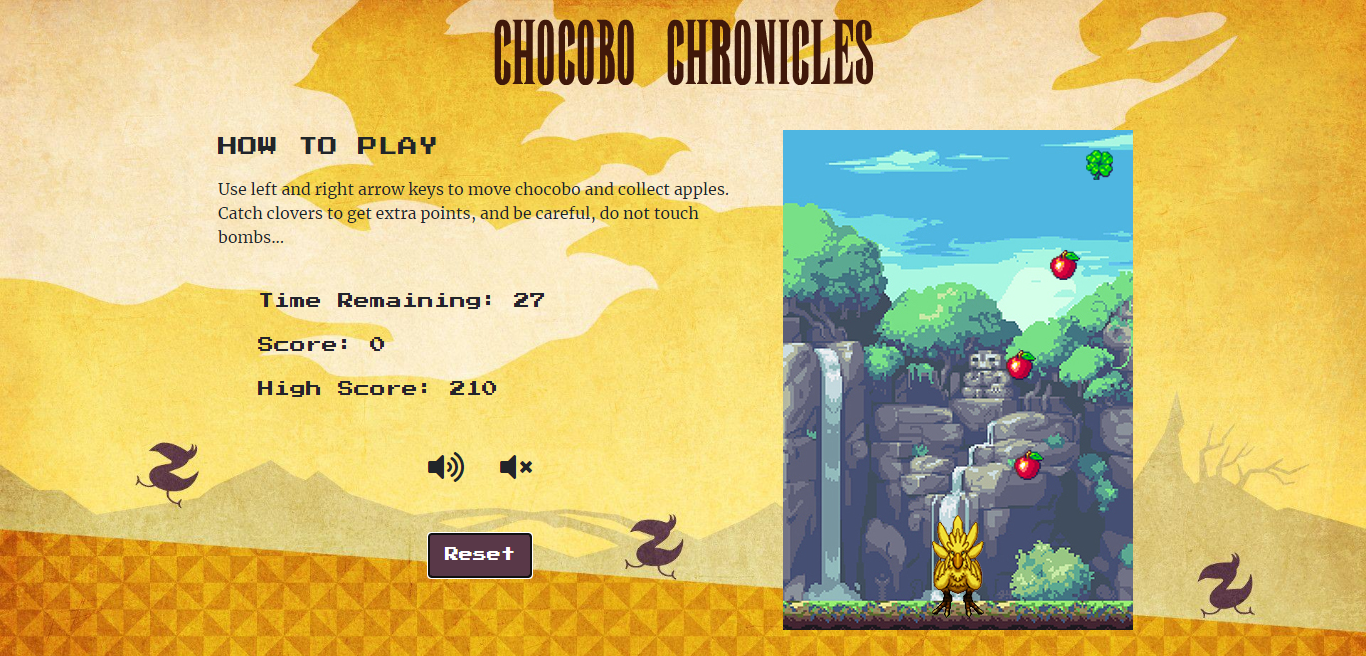 CHOCOBO CHRONICLES
HOW TO PLAY
Use left and right arrow keys to move chocobo and collect apples.
Catch clovers to get extra points, and be careful, do not touch
bombs...
Time Remaining: 27
Score: 0
High Score: 210
Reset